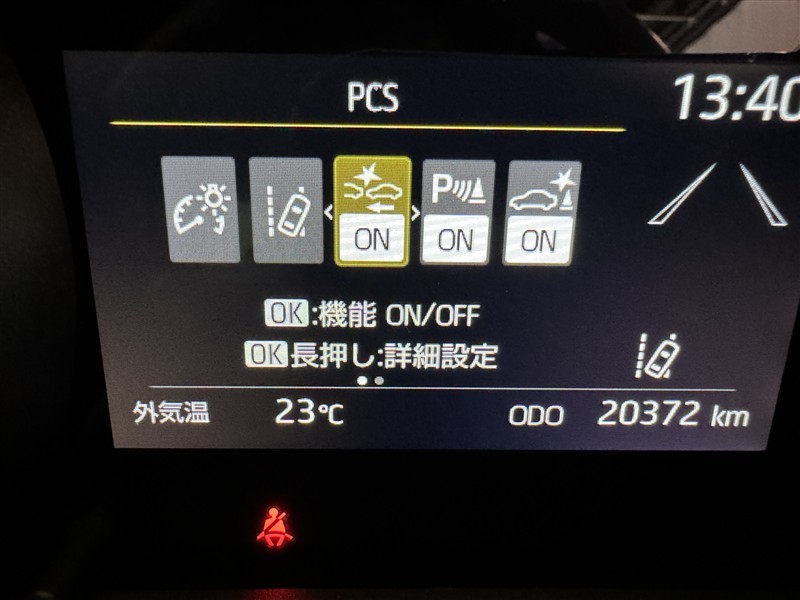 PCS
13:40
ON
P ON
ON
OK:機能 ON/OFF
OK長押し:詳細設定
外気温 23℃ ODO 20372 km